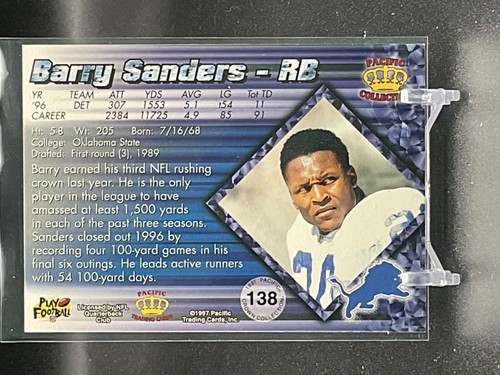 Barry Sanders - RB
PACIFIC
COLLECTION
YR TEAM ATT YDS AVG LG Tot TD
'96 DET 307 1553 5.1 t54 11
CAREER 2384 11725 4.9 85 91
Ht: 5-8 Wt: 205 Born: 7/16/68
College: Oklahoma State
Drafted: First round (3), 1989
Barry earned his third NFL rushing
crown last year. He is the only
player in the league to have
amassed at least 1,500 yards
in each of the past three seasons.
Sanders closed out 1996 by
recording four 100-yard games in his
final six outings. He leads active runners
with 54 100-yard days.
PLAY
FOOTBALL
Licensed by NFL
Quarterback
Club
PACIFIC
TRADING CARDS
©1997 Pacific
Trading Cards, Inc.
1997 PACIFIC
CROWN COLLECTION
138